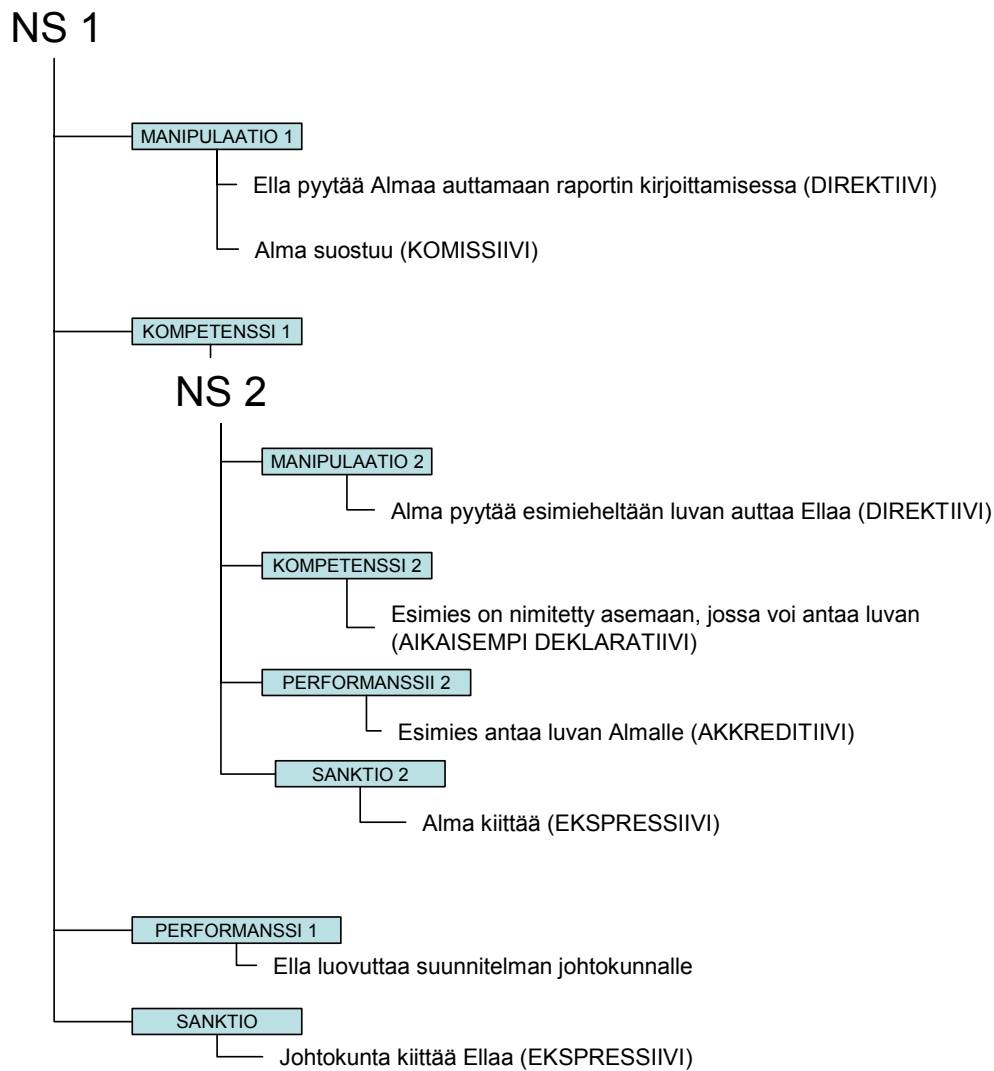 NS 1
MANIPULAATIO 1
Ella pyytää Almaa auttamaan raportin kirjoittamisessa (DIREKTIIVI)
Alma suostuu (KOMISSIIVI)
KOMPETENSSI 1
NS 2
MANIPULAATIO 2
Alma pyytää esimieheltään luvan auttaa Ellaa (DIREKTIIVI)
KOMPETENSSI 2
Esimies on nimitetty asemaan, jossa voi antaa luvan
(AIKAISEMPI DEKLARATIIVI)
PERFORMANSSII 2
Esimies antaa luvan Almalle (AKKREDITIIVI)
SANKTIO 2
Alma kiittää (EKSPRESSIIVI)
PERFORMANSSI 1
Ella luovuttaa suunnitelman johtokunnalle
SANKTIO
Johtokunta kiittää Ellaa (EKSPRESSIIVI)